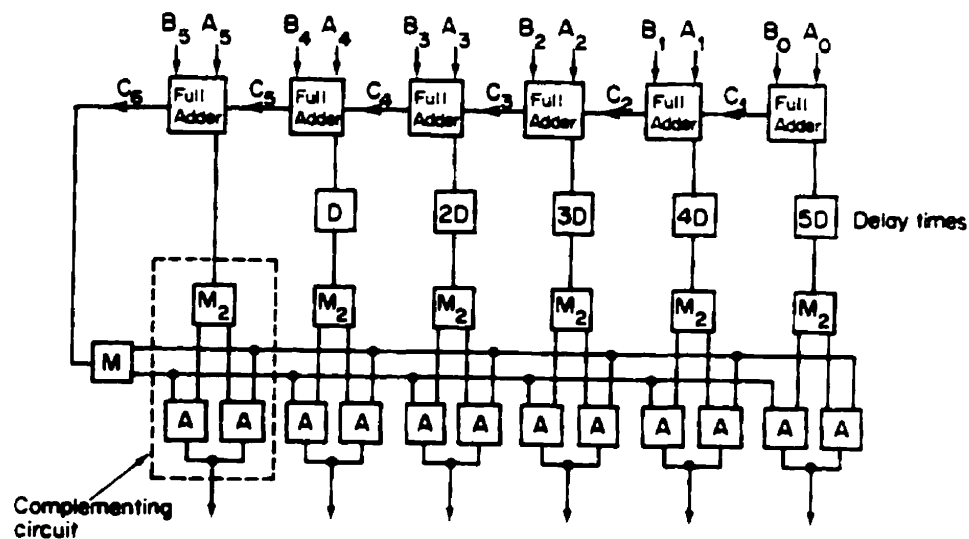 B5 A5 B4 A4 B3 A3 B2 A2 B1 A1 B0 A0
C6 Full Adder C5 Full Adder C4 Full Adder C3 Full Adder C2 Full Adder C1 Full Adder
D 2D 3D 4D 5D Delay times
M2 M2 M2 M2 M2 M2
M
A A A A A A A A A A A A
Complementing
circuit